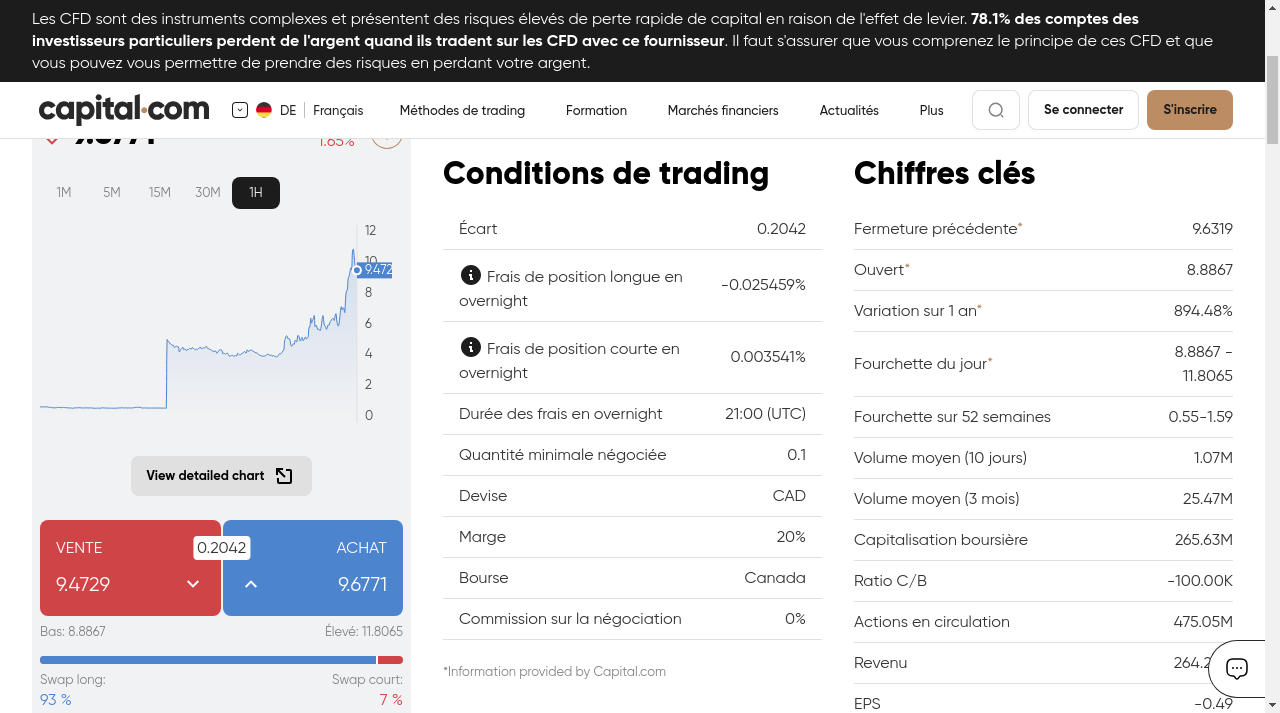 Les CFD sont des instruments complexes et présentent des risques élevés de perte rapide de capital en raison de l'effet de levier. 78.1% des comptes des
investisseurs particuliers perdent de l'argent quand ils tradent sur les CFD avec ce fournisseur. Il faut s'assurer que vous comprenez le principe de ces CFD et que
vous pouvez vous permettre de prendre des risques en perdant votre argent.
capital.com
DE
Français
Méthodes de trading
Formation
Marchés financiers
Actualités
Plus
Se connecter
S'inscrire
9.6771
1.65%
1M
5M
15M
30M
1H
12
10
9.472
8
6
4
2
0
View detailed chart
VENTE
0.2042
ACHAT
9.4729
9.6771
Bas: 8.8867
Élevé: 11.8065
Swap long:
Swap court:
93 %
7 %
Conditions de trading
Écart
0.2042
Frais de position longue en
overnight
-0.025459%
Frais de position courte en
overnight
0.003541%
Durée des frais en overnight
21:00 (UTC)
Quantité minimale négociée
0.1
Devise
CAD
Marge
20%
Bourse
Canada
Commission sur la négociation
0%
*Information provided by Capital.com
Chiffres clés
Fermeture précédente*
9.6319
Ouvert*
8.8867
Variation sur 1 an*
894.48%
Fourchette du jour*
8.8867 -
11.8065
Fourchette sur 52 semaines
0.55-1.59
Volume moyen (10 jours)
1.07M
Volume moyen (3 mois)
25.47M
Capitalisation boursière
265.63M
Ratio C/B
-100.00K
Actions en circulation
475.05M
Revenu
264.2
EPS
-0.49